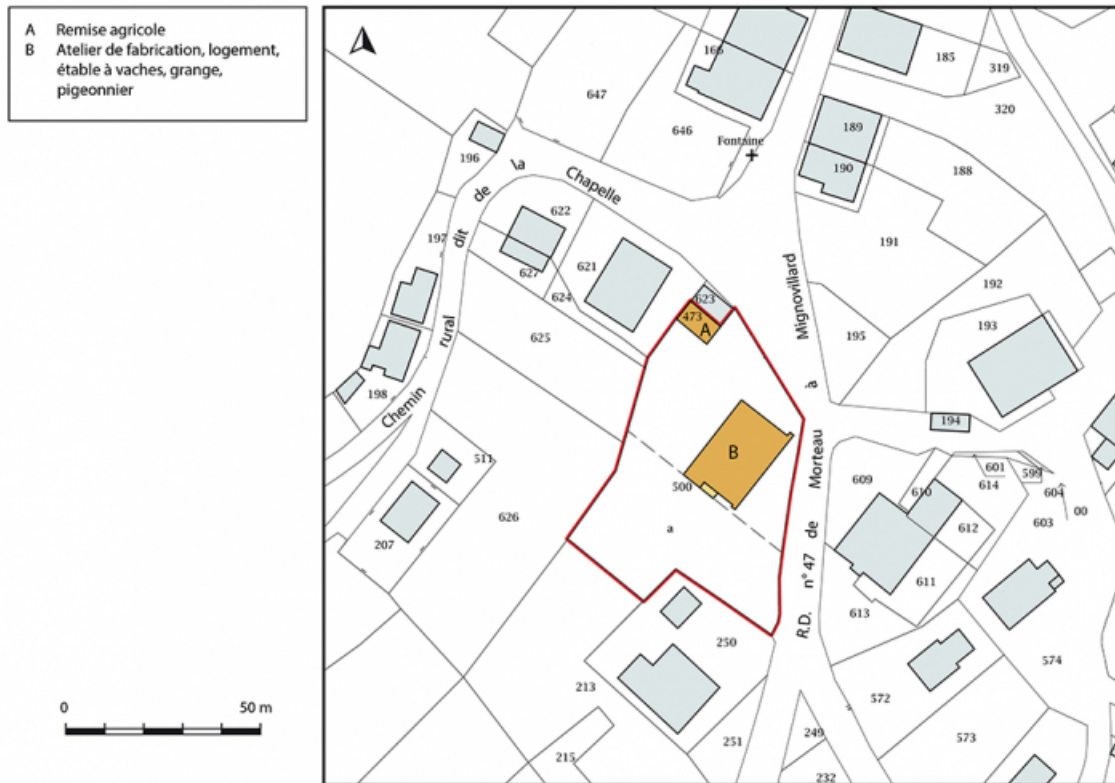 A Remise agricole
B Atelier de fabrication, logement,
étable à vaches, grange,
pigeonnier
0 50 m
166
185
319
647
320
646
Fontaine
189
190
188
196
Chapelle
la
de
dit
rural
Chemin
622
197
627
621
624
191
623
473
A
192
Mignovillard
à
Morteau
de
n° 47
R.D.
195
193
625
198
194
B
511
500
609
601
599
610
614
604
00
603
626
a
612
207
611
613
250
574
213
572
249
251
573
215
232